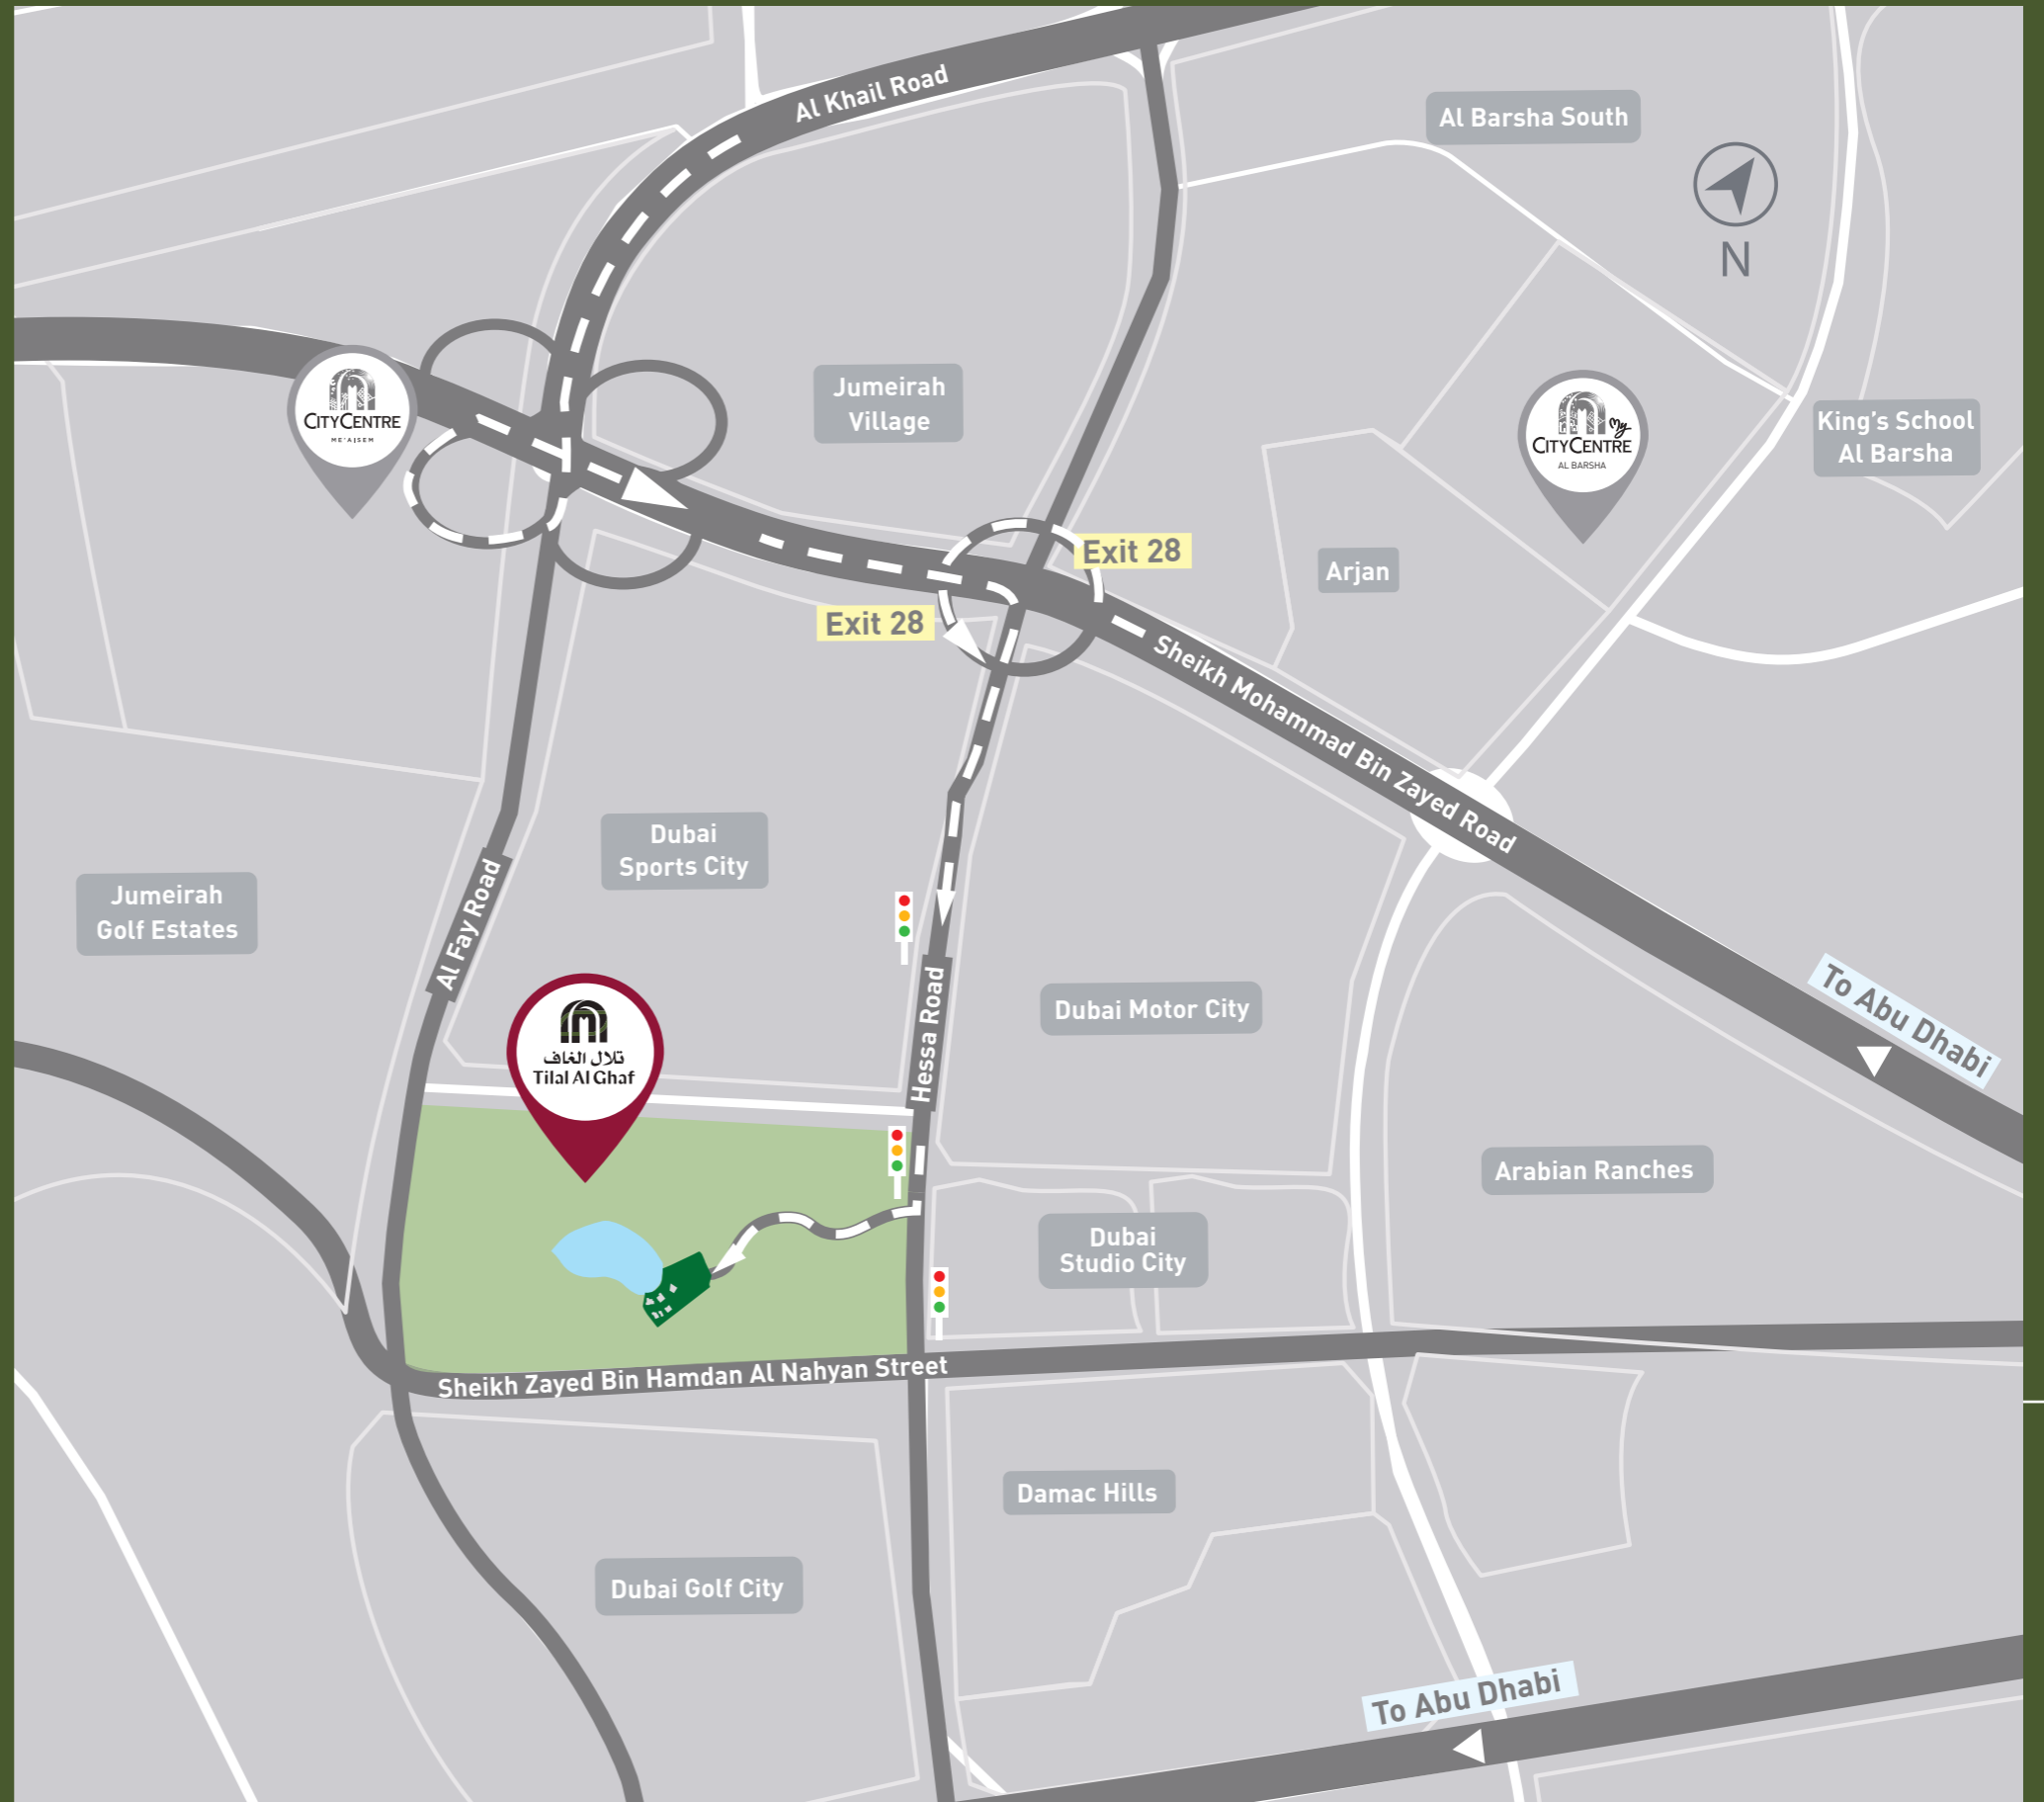 Al Khail Road
Al Barsha South
N
CITY CENTRE
ME'AJSEM
Jumeirah
Village
My
CITY CENTRE
AL BARSHA
King's School
Al Barsha
Exit 28
Arjan
Exit 28
Sheikh Mohammad Bin Zayed Road
Dubai
Sports City
Jumeirah
Golf Estates
Al Fay Road
To Abu Dhabi
Hessa Road
Dubai Motor City
تلال الغاف
Tilal Al Ghaf
Arabian Ranches
Dubai
Studio City
Sheikh Zayed Bin Hamdan Al Nahyan Street
Damac Hills
Dubai Golf City
To Abu Dhabi